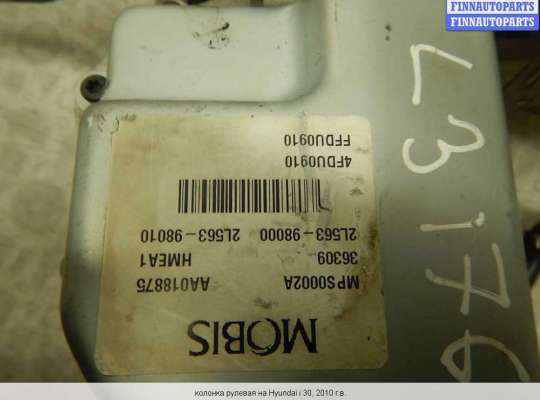 FINNAUTOPARTS
FINNAUTOPARTS
FINNAUTOPARTS
MOBIS
MPS0002A AA018875
36309 HMEA1
2L563-98000 2L563-98010
4FDU0910
FFDU0910
L3176
колонка рулевая на Hyundai i 30, 2010 г.в.